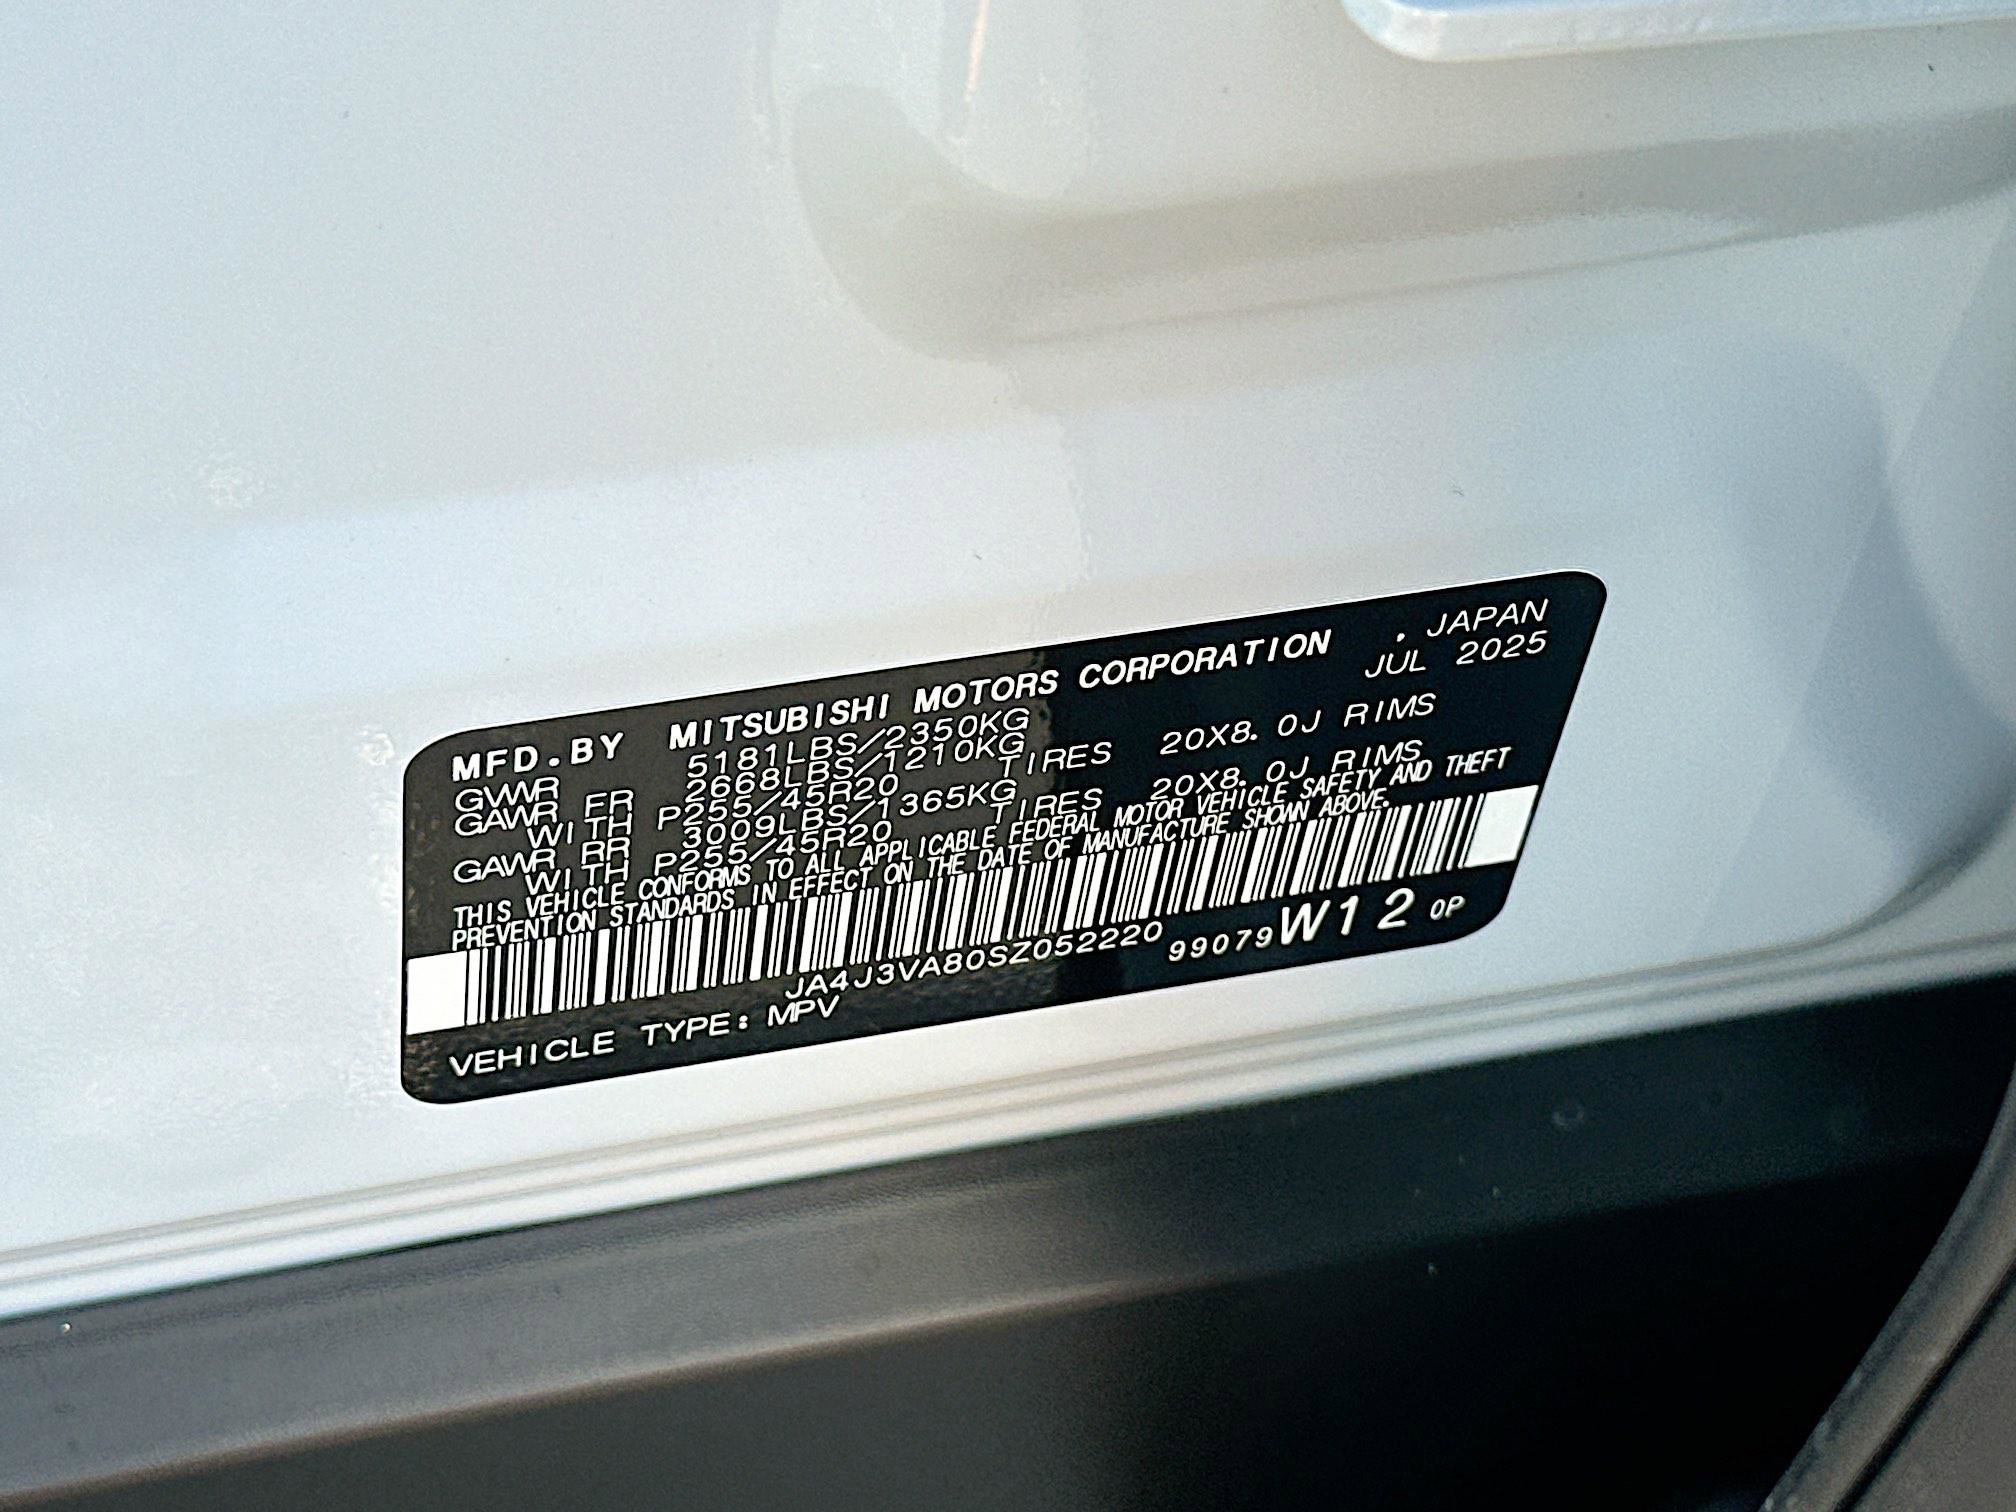 MFD.BY MITSUBISHI MOTORS CORPORATION . JAPAN
JUL 2025
GVWR 5181LBS/2350KG
GAWR FR 2668LBS/1210KG
WITH P255/45R20 TIRES 20X8.0J RIMS
GAWR RR 3009LBS/1365KG
WITH P255/45R20 TIRES 20X8.0J RIMS
THIS VEHICLE CONFORMS TO ALL APPLICABLE FEDERAL MOTOR VEHICLE SAFETY AND THEFT
PREVENTION STANDARDS IN EFFECT ON THE DATE OF MANUFACTURE SHOWN ABOVE.
JA4J3VA80SZ052220 99079 W12 0P
VEHICLE TYPE: MPV